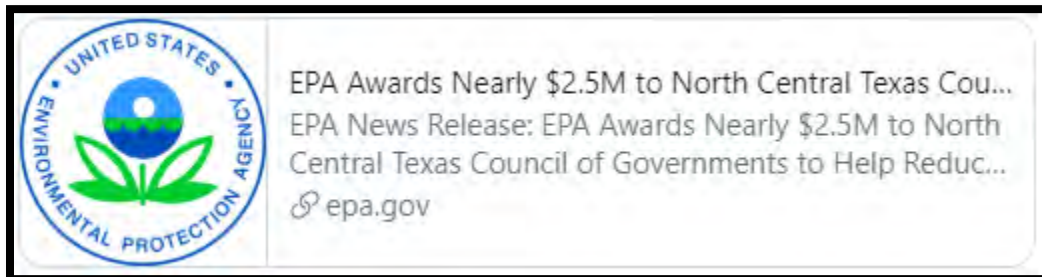 UNITED STATES
ENVIRONMENTAL PROTECTION AGENCY
EPA Awards Nearly $2.5M to North Central Texas Cou...
EPA News Release: EPA Awards Nearly $2.5M to North
Central Texas Council of Governments to Help Reduc...
epa.gov